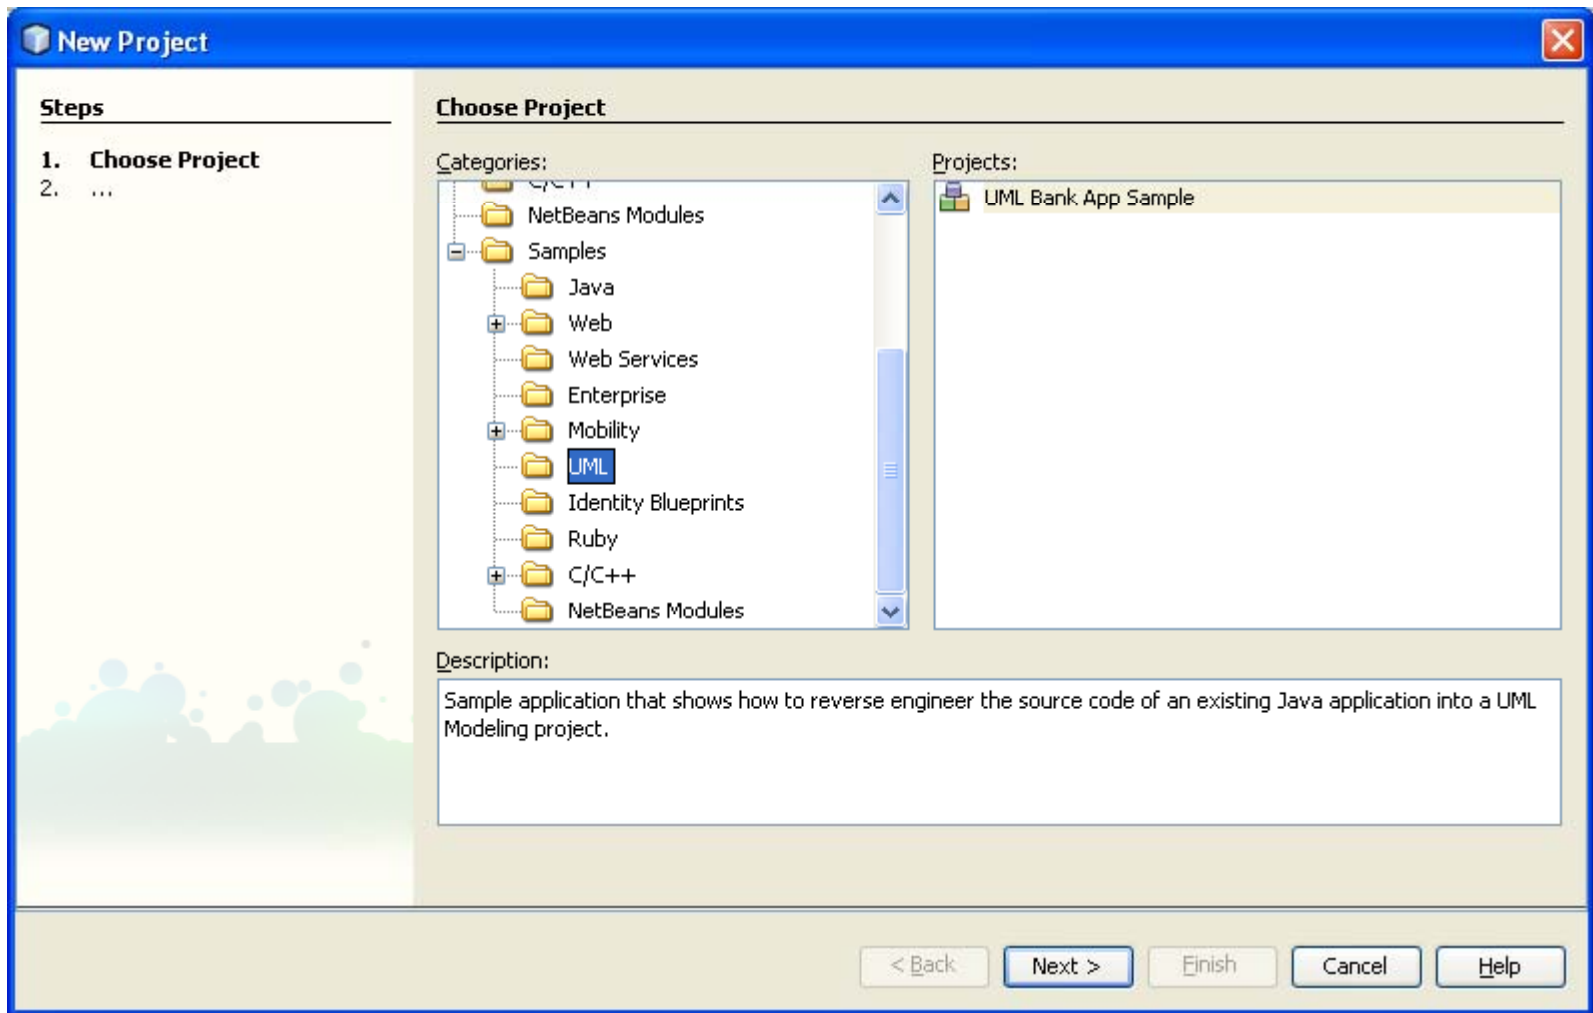 New Project
Steps
1. Choose Project
2. ...
Choose Project
Categories:
C/C++
NetBeans Modules
Samples
Java
Web
Web Services
Enterprise
Mobility
UML
Identity Blueprints
Ruby
C/C++
NetBeans Modules
Projects:
UML Bank App Sample
Description:
Sample application that shows how to reverse engineer the source code of an existing Java application into a UML
Modeling project.
< Back
Next >
Finish
Cancel
Help